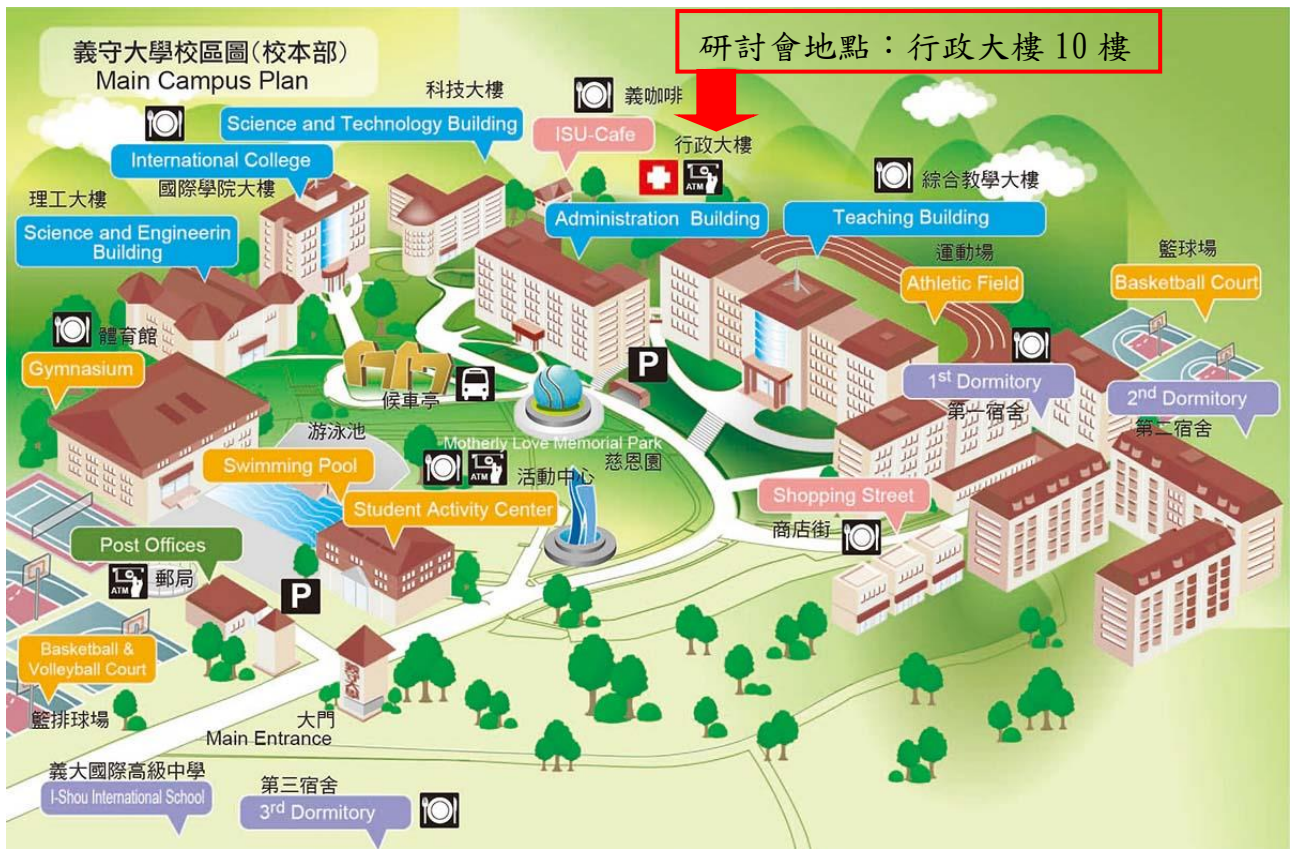 義守大學校區圖(校本部)
Main Campus Plan
研討會地點：行政大樓 10 樓
科技大樓
Science and Technology Building
義咖啡
ISU-Cafe
行政大樓
ATM
Administration Building
International College
國際學院大樓
綜合教學大樓
Teaching Building
理工大樓
Science and Engineerin
Building
運動場
Athletic Field
籃球場
Basketball Court
體育館
Gymnasium
候車亭
P
1st Dormitory
第一宿舍
2nd Dormitory
第二宿舍
游泳池
Swimming Pool
Motherly Love Memorial Park
慈恩園
ATM
活動中心
Student Activity Center
Shopping Street
商店街
Post Offices
ATM
郵局
P
Basketball &
Volleyball Court
籃排球場
大門
Main Entrance
義大國際高級中學
I-Shou International School
第三宿舍
3rd Dormitory